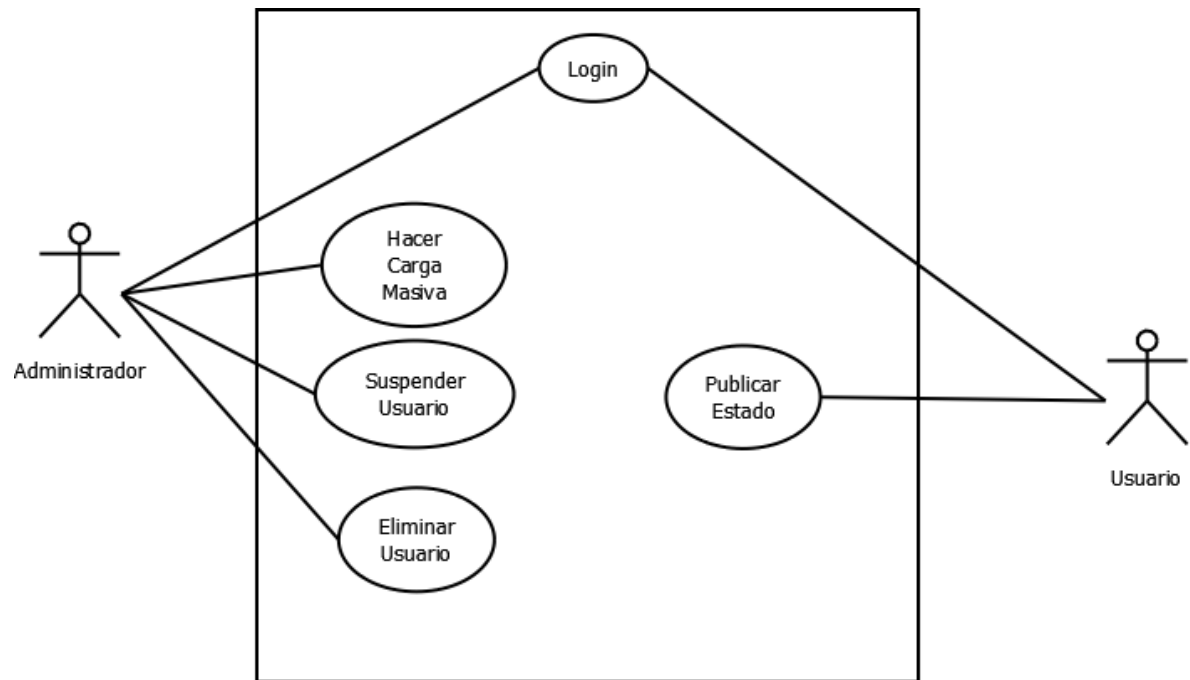 Login
Hacer
Carga
Masiva
Administrador
Suspender
Usuario
Publicar
Estado
Usuario
Eliminar
Usuario